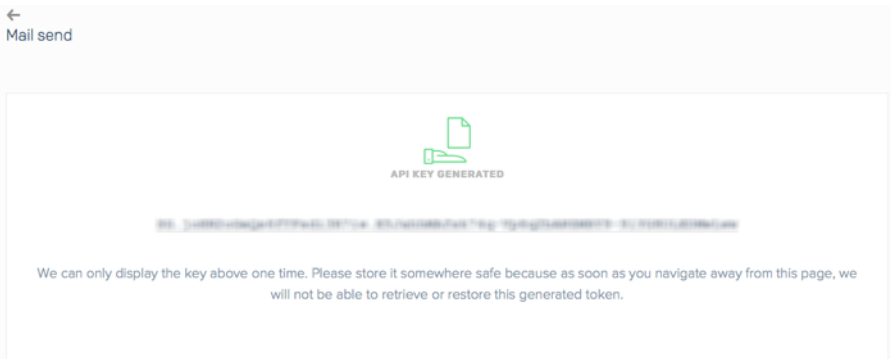 Mail send
API KEY GENERATED
We can only display the key above one time. Please store it somewhere safe because as soon as you navigate away from this page, we
will not be able to retrieve or restore this generated token.